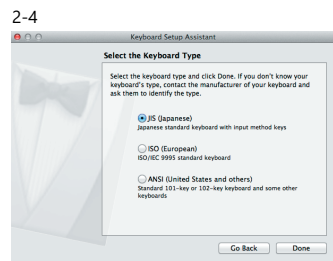 2-4
Keyboard Setup Assistant
Select the Keyboard Type
Select the keyboard type and click Done. If you don't know your
keyboard's type, contact the manufacturer of your keyboard and
ask them to identify the type.
JIS (Japanese)
Japanese standard keyboard with input method keys
ISO (European)
ISO/IEC 9995 standard keyboard
ANSI (United States and others)
Standard 101-key or 102-key keyboard and some other
keyboards
Go Back Done